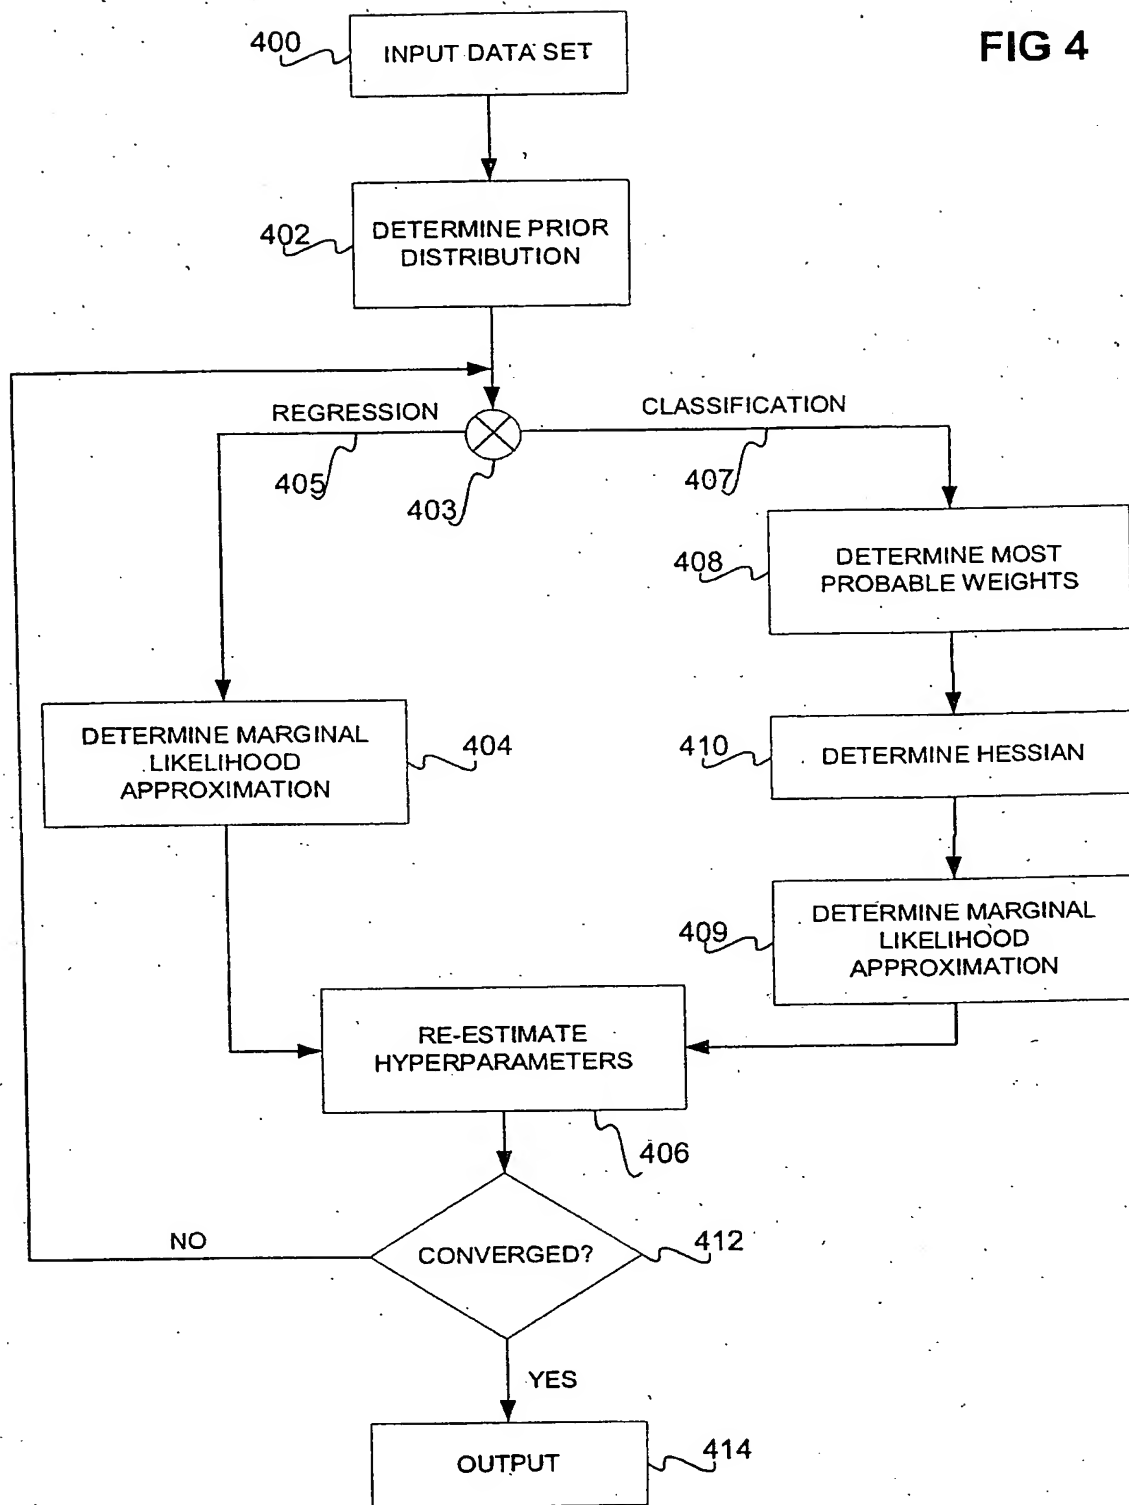 400
INPUT DATA SET
FIG 4
402
DETERMINE PRIOR
DISTRIBUTION
REGRESSION
CLASSIFICATION
405
403
407
408
DETERMINE MOST
PROBABLE WEIGHTS
DETERMINE MARGINAL
LIKELIHOOD
APPROXIMATION
404
410
DETERMINE HESSIAN
409
DETERMINE MARGINAL
LIKELIHOOD
APPROXIMATION
RE-ESTIMATE
HYPERPARAMETERS
406
NO
CONVERGED?
412
YES
OUTPUT
414